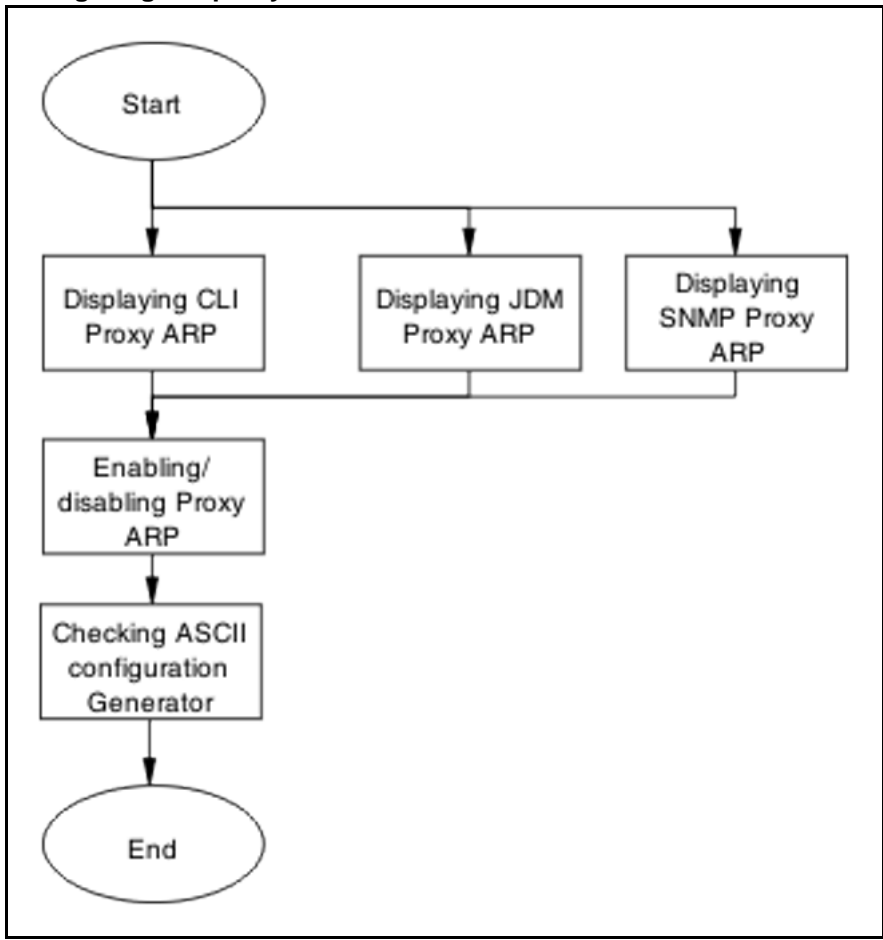 Start
Displaying CLI
Proxy ARP
Displaying JDM
Proxy ARP
Displaying
SNMP Proxy
ARP
Enabling/
disabling Proxy
ARP
Checking ASCII
configuration
Generator
End